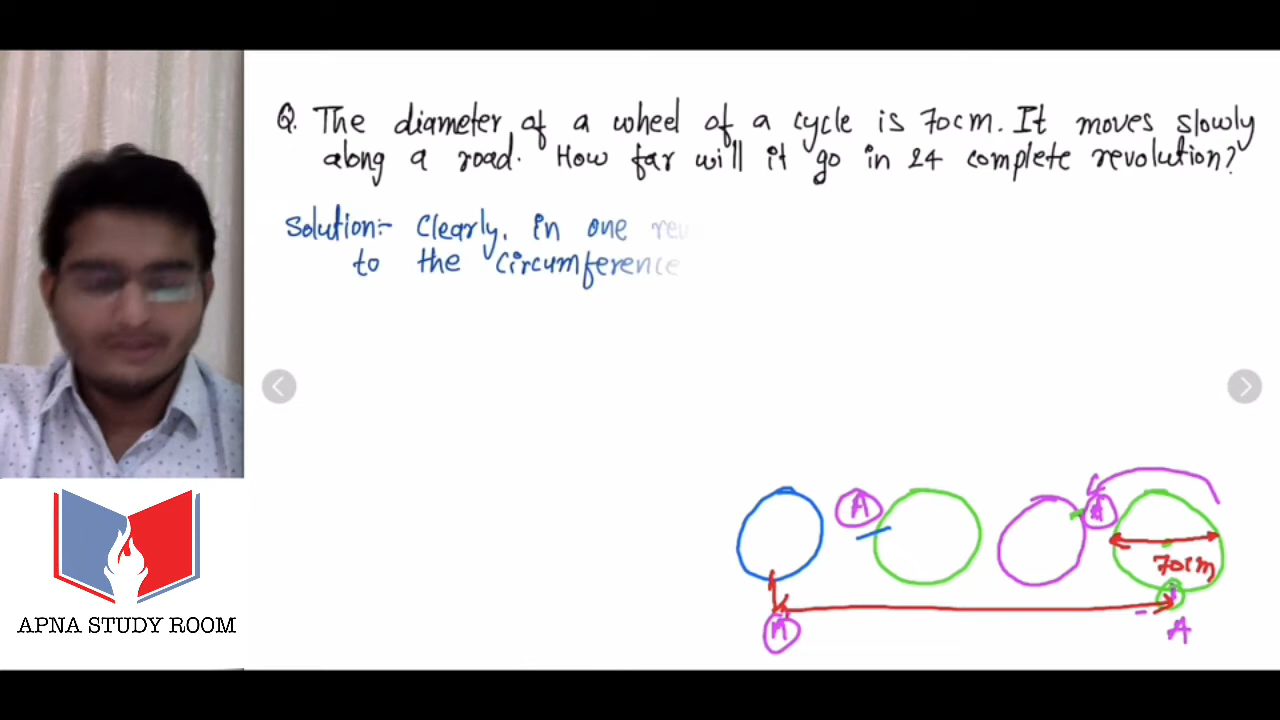 Q. The diameter of a wheel of a cycle is 70cm. It moves slowly
along a road. How far will it go in 24 complete revolution?
Solution:- Clearly, in one
to the circumference
A
A
70cm
A
A
APNA STUDY ROOM